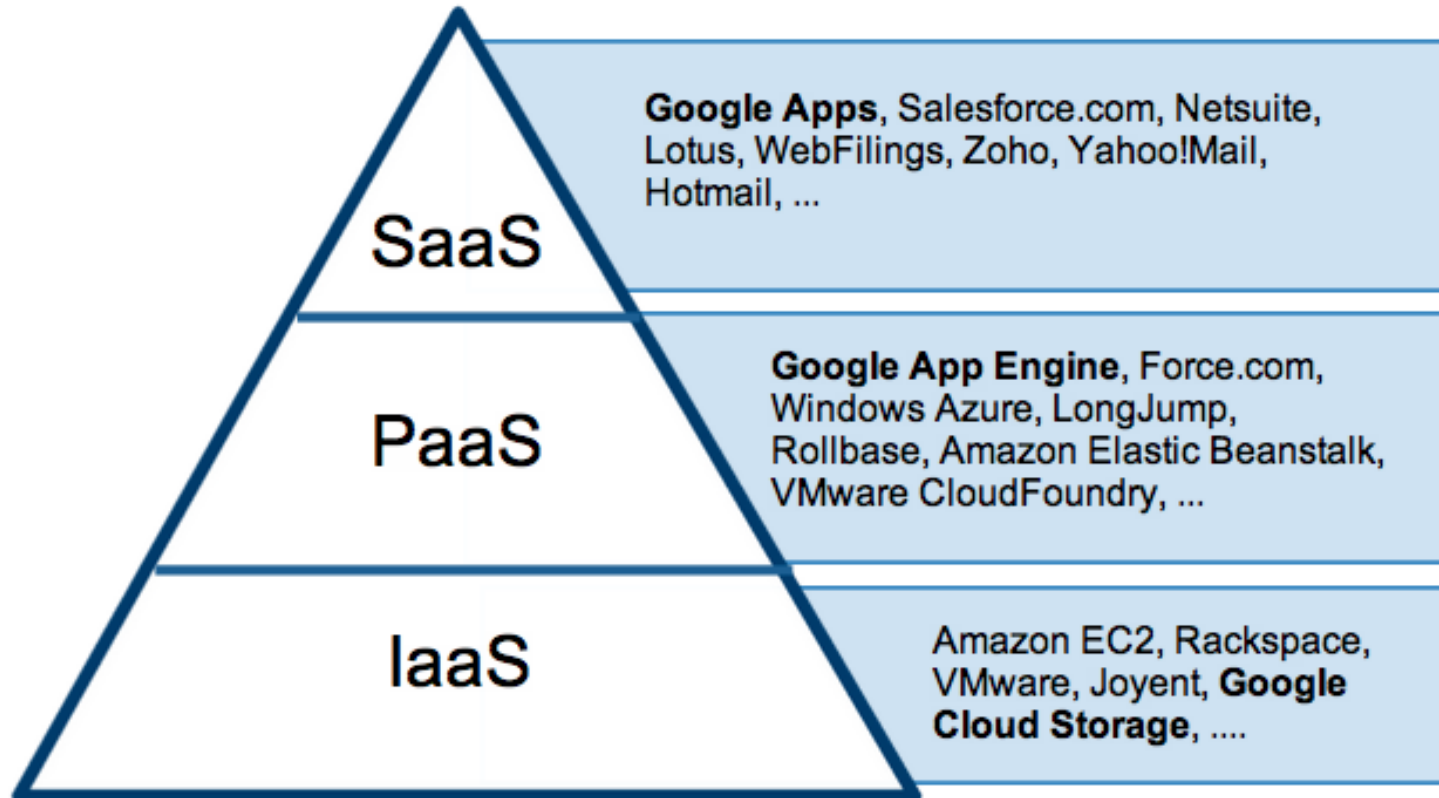 Google Apps, Salesforce.com, Netsuite,
Lotus, WebFilings, Zoho, Yahoo!Mail,
Hotmail, ...
SaaS
Google App Engine, Force.com,
Windows Azure, LongJump,
Rollbase, Amazon Elastic Beanstalk,
VMware CloudFoundry, ...
PaaS
Amazon EC2, Rackspace,
VMware, Joyent, Google
Cloud Storage, ....
IaaS